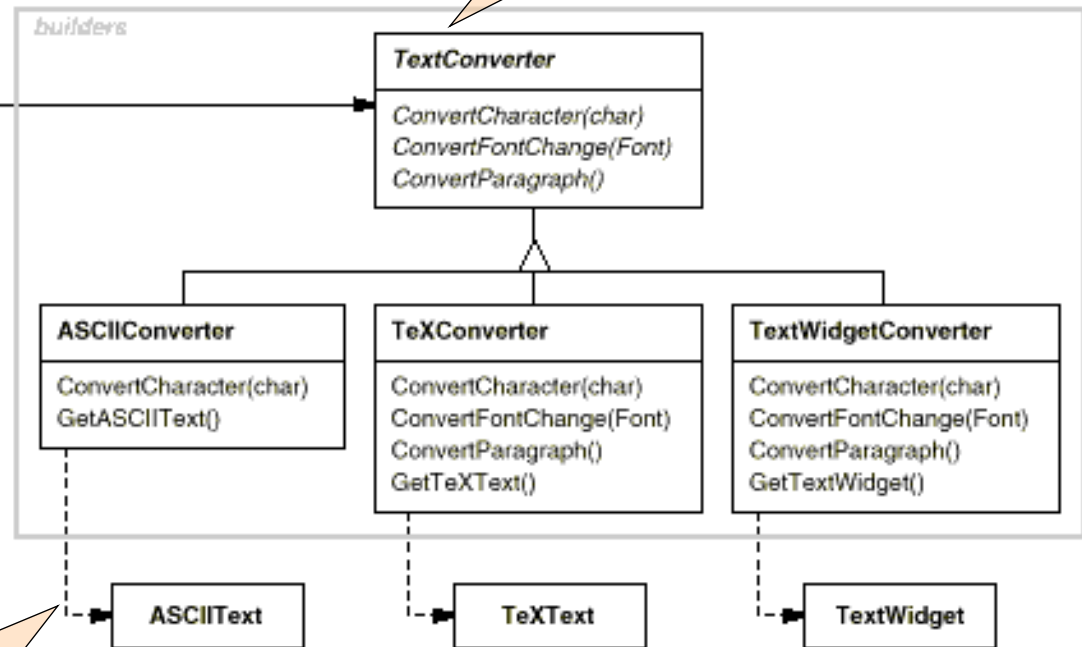 builders
TextConverter
ConvertCharacter(char)
ConvertFontChange(Font)
ConvertParagraph()
ASCIIConverter
ConvertCharacter(char)
GetASCIIText()
TeXConverter
ConvertCharacter(char)
ConvertFontChange(Font)
ConvertParagraph()
GetTeXText()
TextWidgetConverter
ConvertCharacter(char)
ConvertFontChange(Font)
ConvertParagraph()
GetTextWidget()
ASCIIText
TeXText
TextWidget